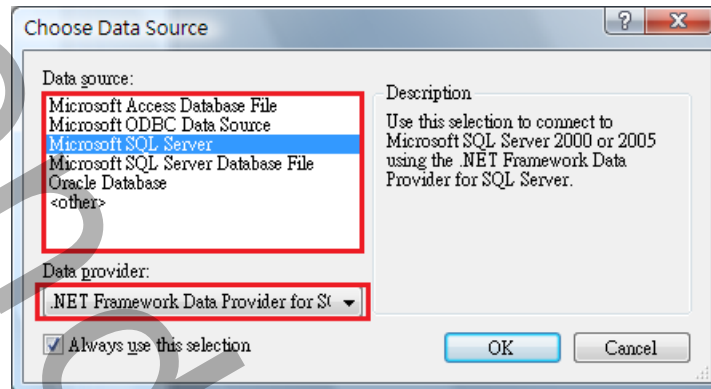 Choose Data Source
Data source:
Microsoft Access Database File
Microsoft ODBC Data Source
Microsoft SQL Server
Microsoft SQL Server Database File
Oracle Database
<other>
Description
Use this selection to connect to
Microsoft SQL Server 2000 or 2005
using the .NET Framework Data
Provider for SQL Server.
Data provider:
.NET Framework Data Provider for
Always use this selection
OK
Cancel